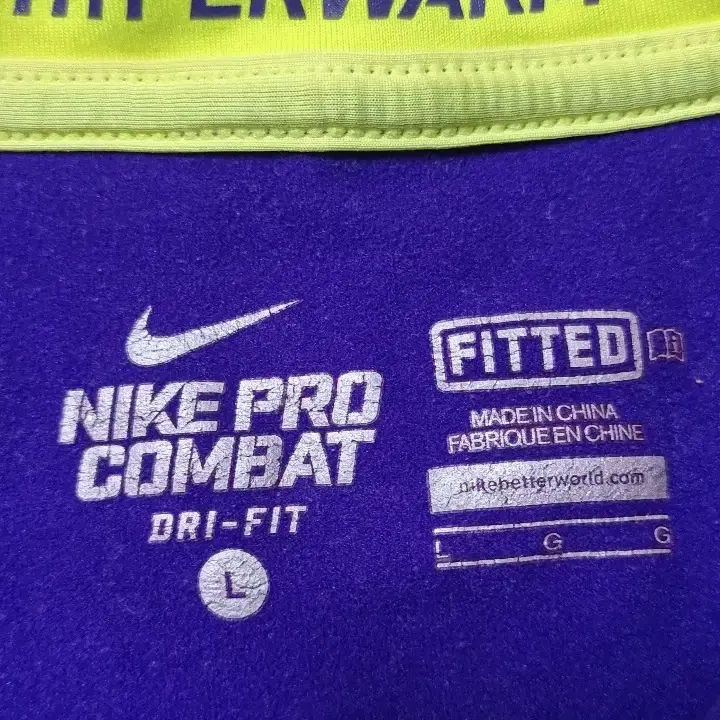 NIKE PRO
COMBAT
DRI-FIT
L
FITTED
MADE IN CHINA
FABRIQUE EN CHINE
nikebetterworld.com
L G G